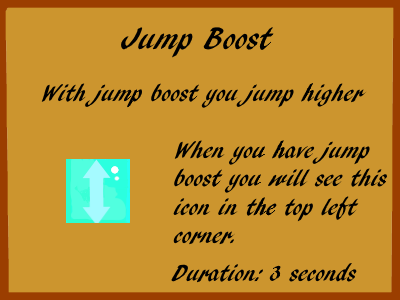 Jump Boost
With jump boost you jump higher
When you have jump
boost you will see this
icon in the top left
corner.
Duration: 3 seconds